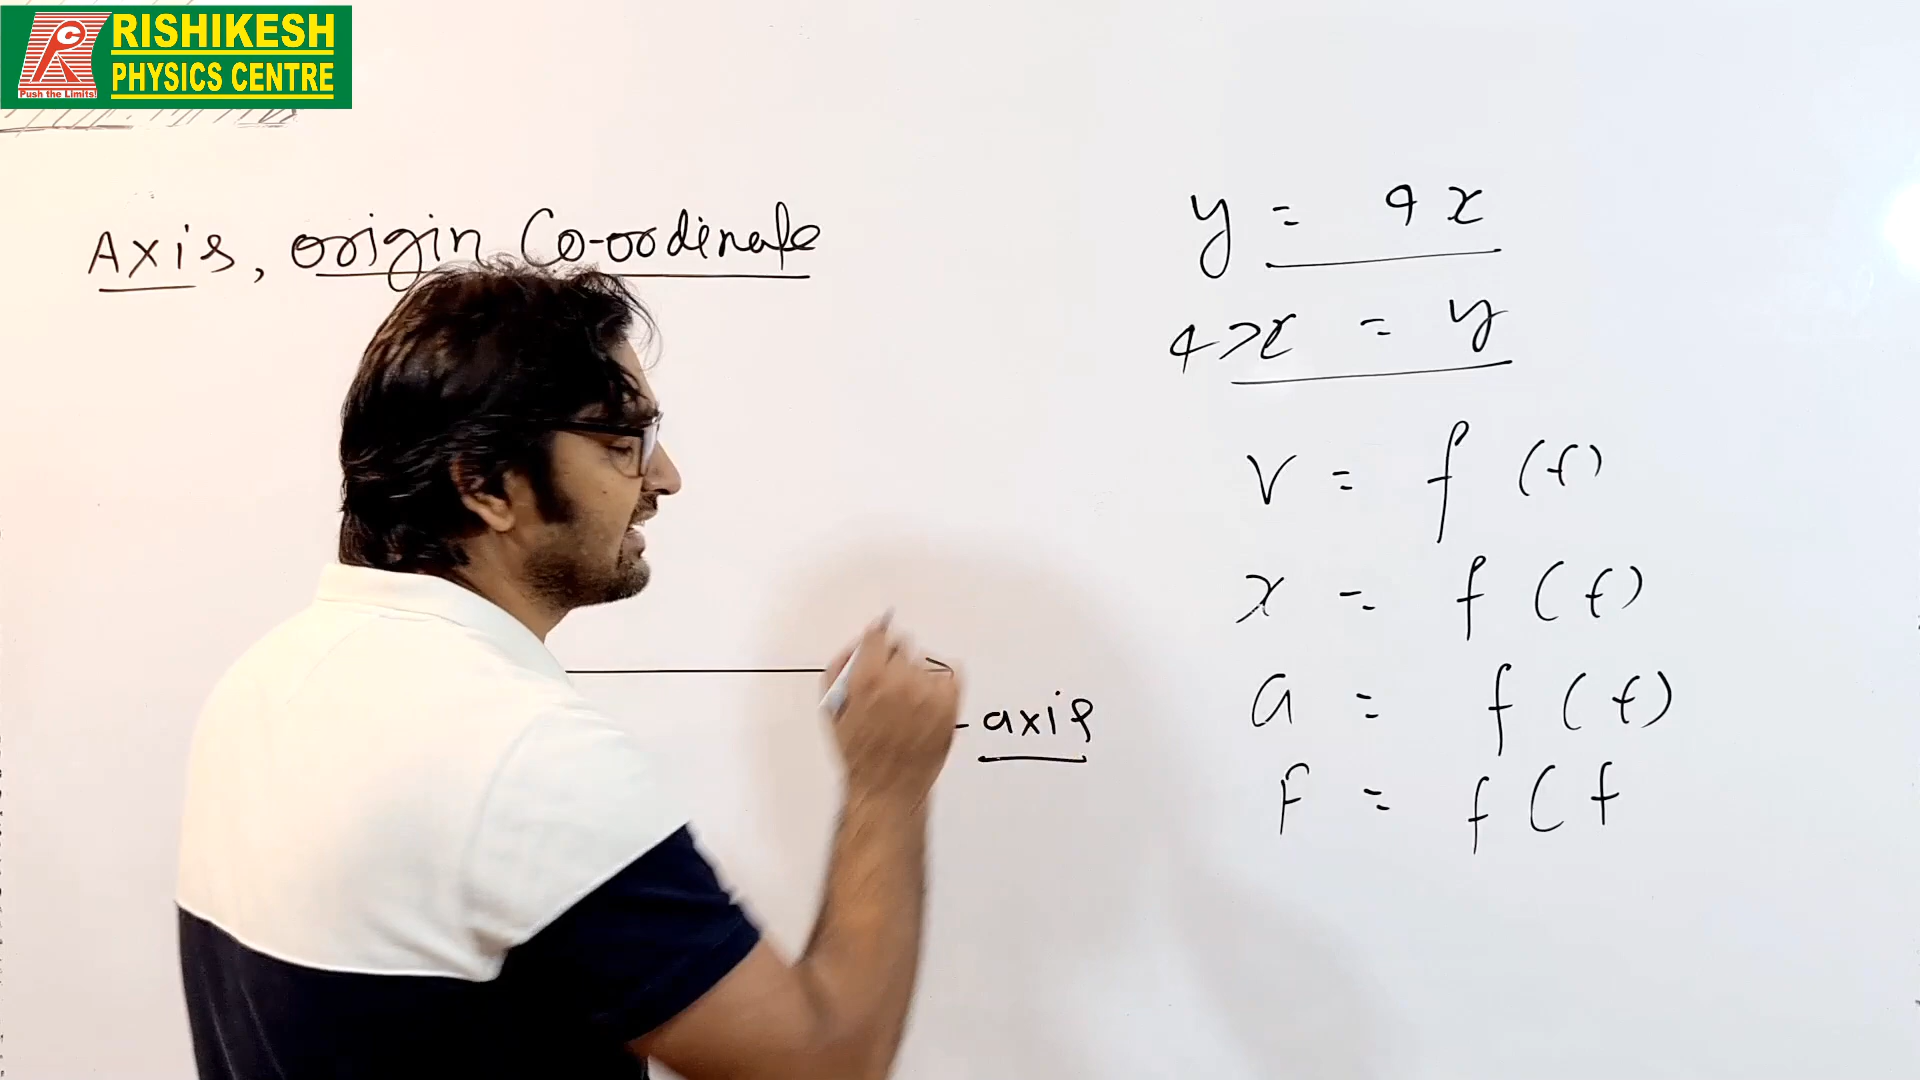 RISHIKESH
PHYSICS CENTRE
Push the Limits!
Axis, origin Co-ordinate
y = 4x
4x = y
v = f (t)
x = f (t)
a = f (t)
F = f ( t
- axis